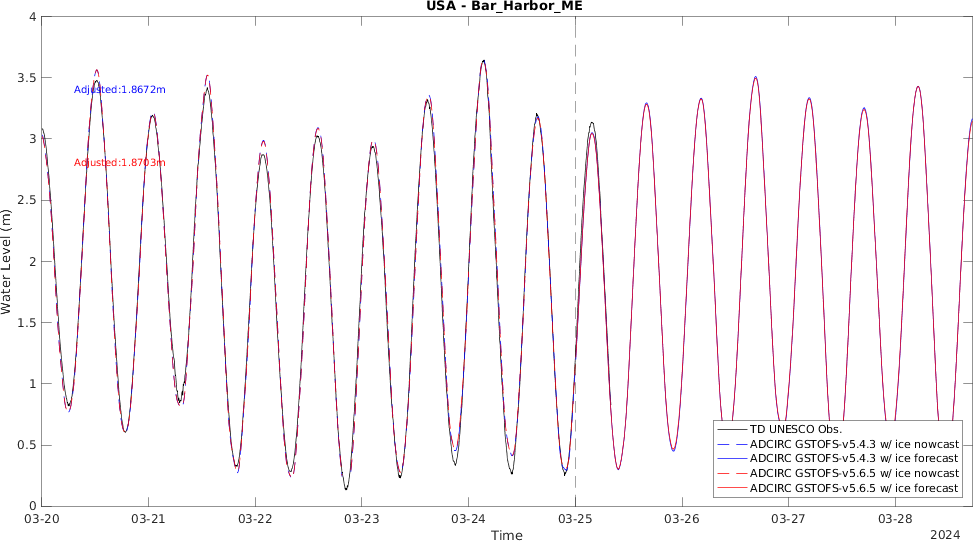 USA - Bar_Harbor_ME
4
3.5
3
2.5
2
1.5
1
0.5
0
Water Level (m)
Adjusted:1.8672m
Adjusted:1.8703m
TD UNESCO Obs.
ADCIRC GSTOFS-v5.4.3 w/ ice nowcast
ADCIRC GSTOFS-v5.4.3 w/ ice forecast
ADCIRC GSTOFS-v5.6.5 w/ ice nowcast
ADCIRC GSTOFS-v5.6.5 w/ ice forecast
03-20 03-21 03-22 03-23 03-24 03-25 03-26 03-27 03-28
Time
2024